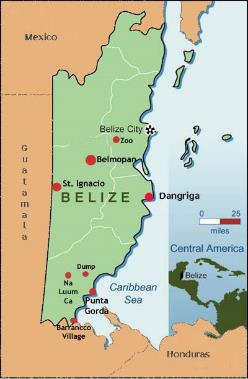 Mexico
Belize City
Zoo
Belmopan
Guatamala
St. Ignacio
BELIZE
Dangriga
0 25
miles
Central America
Belize
Dump
Na
Luum
Ca
Caribbean
Sea
Punta
Gorda
Barrancco
Village
Honduras